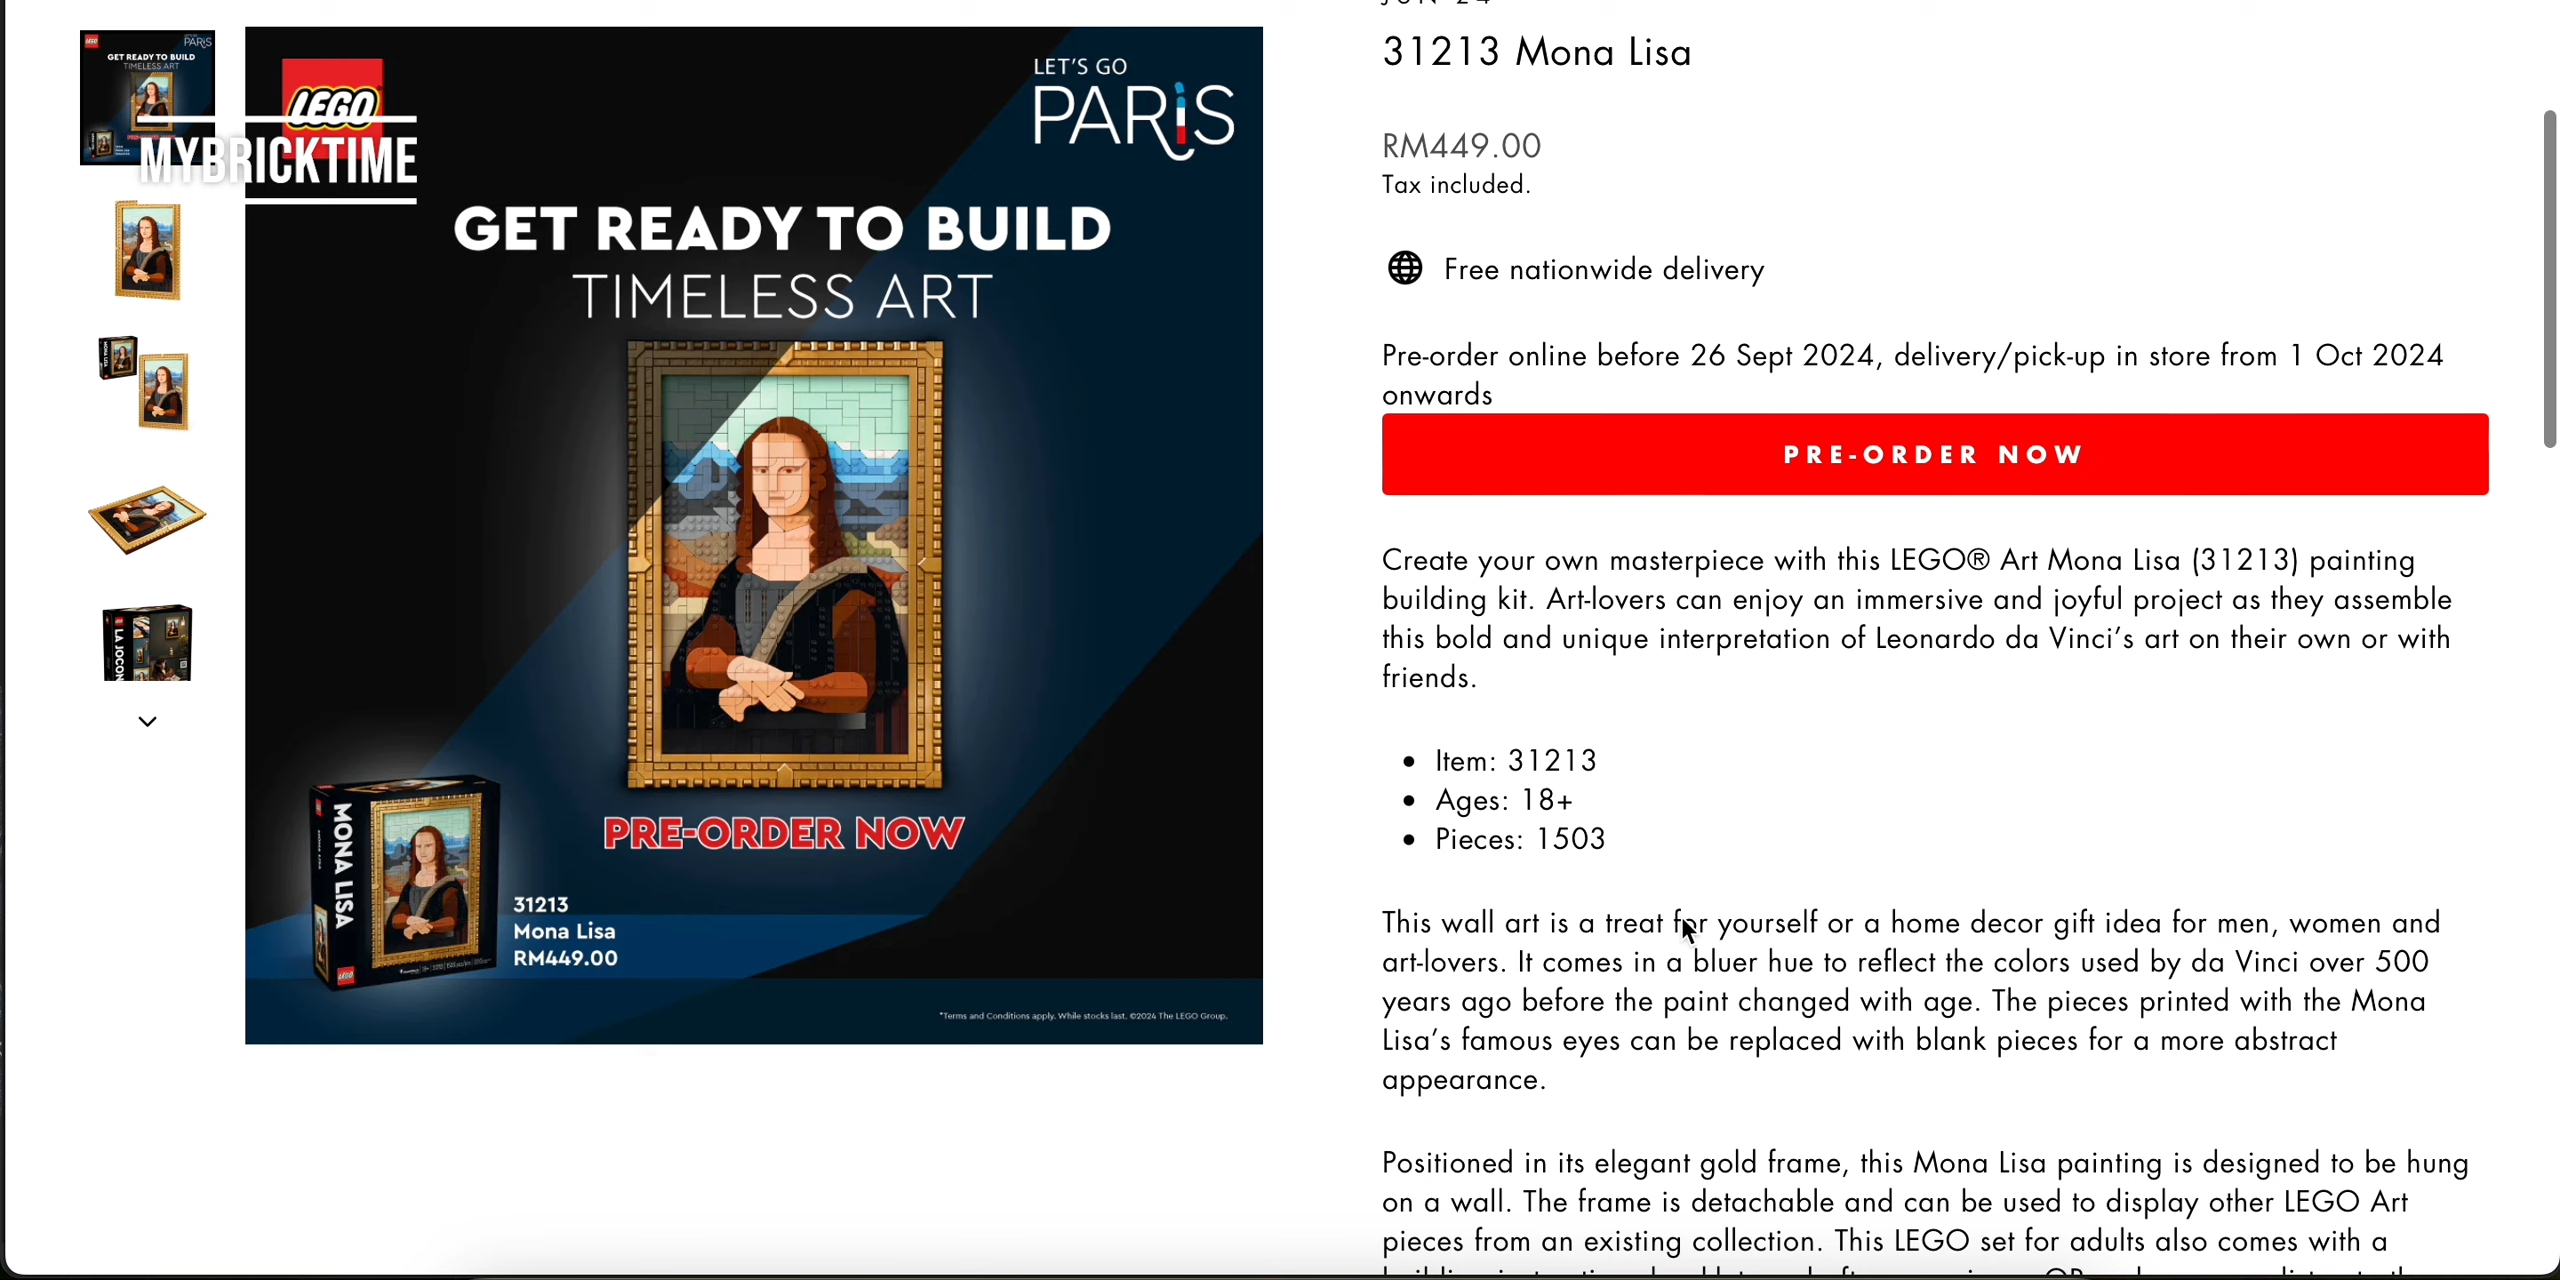 LEGO
MYBRICKTIME
LET'S GO
PARIS
GET READY TO BUILD
TIMELESS ART
PRE-ORDER NOW
MONA LISA
31213
Mona Lisa
RM449.00
*Terms and Conditions apply. While stocks last. ©2024 The LEGO Group.
GET READY TO BUILD
TIMELESS ART
PARIS
LA JOCON
JUN 24
31213 Mona Lisa
RM449.00
Tax included.
Free nationwide delivery
Pre-order online before 26 Sept 2024, delivery/pick-up in store from 1 Oct 2024
onwards
PRE-ORDER NOW
Create your own masterpiece with this LEGO® Art Mona Lisa (31213) painting
building kit. Art-lovers can enjoy an immersive and joyful project as they assemble
this bold and unique interpretation of Leonardo da Vinci’s art on their own or with
friends.
• Item: 31213
• Ages: 18+
• Pieces: 1503
This wall art is a treat for yourself or a home decor gift idea for men, women and
art-lovers. It comes in a bluer hue to reflect the colors used by da Vinci over 500
years ago before the paint changed with age. The pieces printed with the Mona
Lisa’s famous eyes can be replaced with blank pieces for a more abstract
appearance.
Positioned in its elegant gold frame, this Mona Lisa painting is designed to be hung
on a wall. The frame is detachable and can be used to display other LEGO Art
pieces from an existing collection. This LEGO set for adults also comes with a